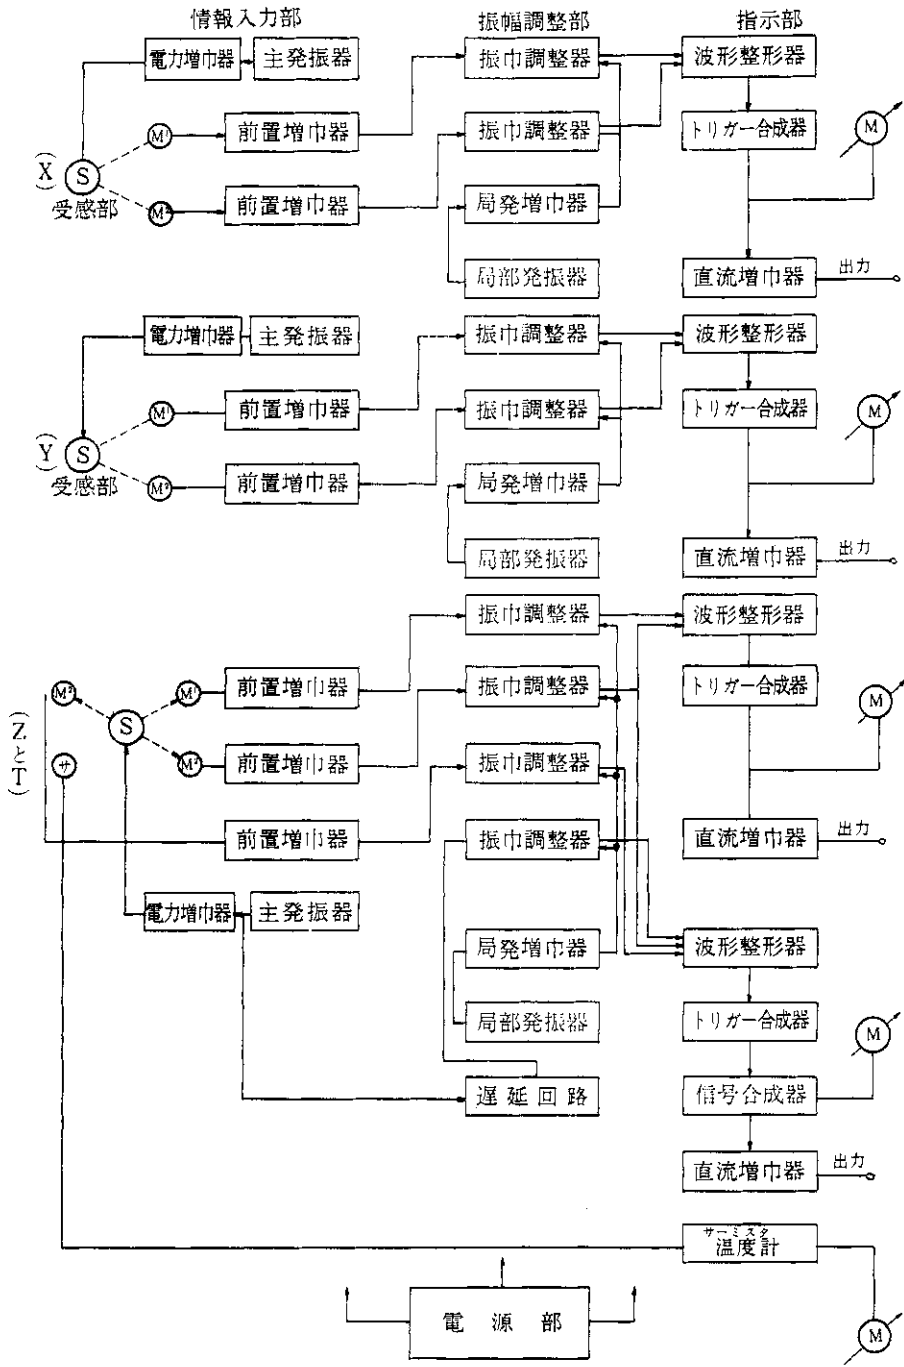 情報入力部
振幅調整部
指示部
電力増巾器
主発振器
振巾調整器
波形整形器
M¹
前置増巾器
振巾調整器
トリガー合成器
M
(X)
S
受感部
M²
前置増巾器
局発増巾器
局部発振器
直流増巾器
出力
電力増巾器
主発振器
振巾調整器
波形整形器
M¹
前置増巾器
振巾調整器
トリガー合成器
M
(Y)
S
受感部
M²
前置増巾器
局発増巾器
局部発振器
直流増巾器
出力
振巾調整器
波形整形器
M²
M¹
前置増巾器
振巾調整器
トリガー合成器
M
(ZとT)
S
サ
M²
前置増巾器
振巾調整器
前置増巾器
振巾調整器
直流増巾器
出力
電力増巾器
主発振器
局発増巾器
波形整形器
局部発振器
トリガー合成器
M
遅延回路
信号合成器
直流増巾器
出力
サーミスタ
温度計
電源部
M